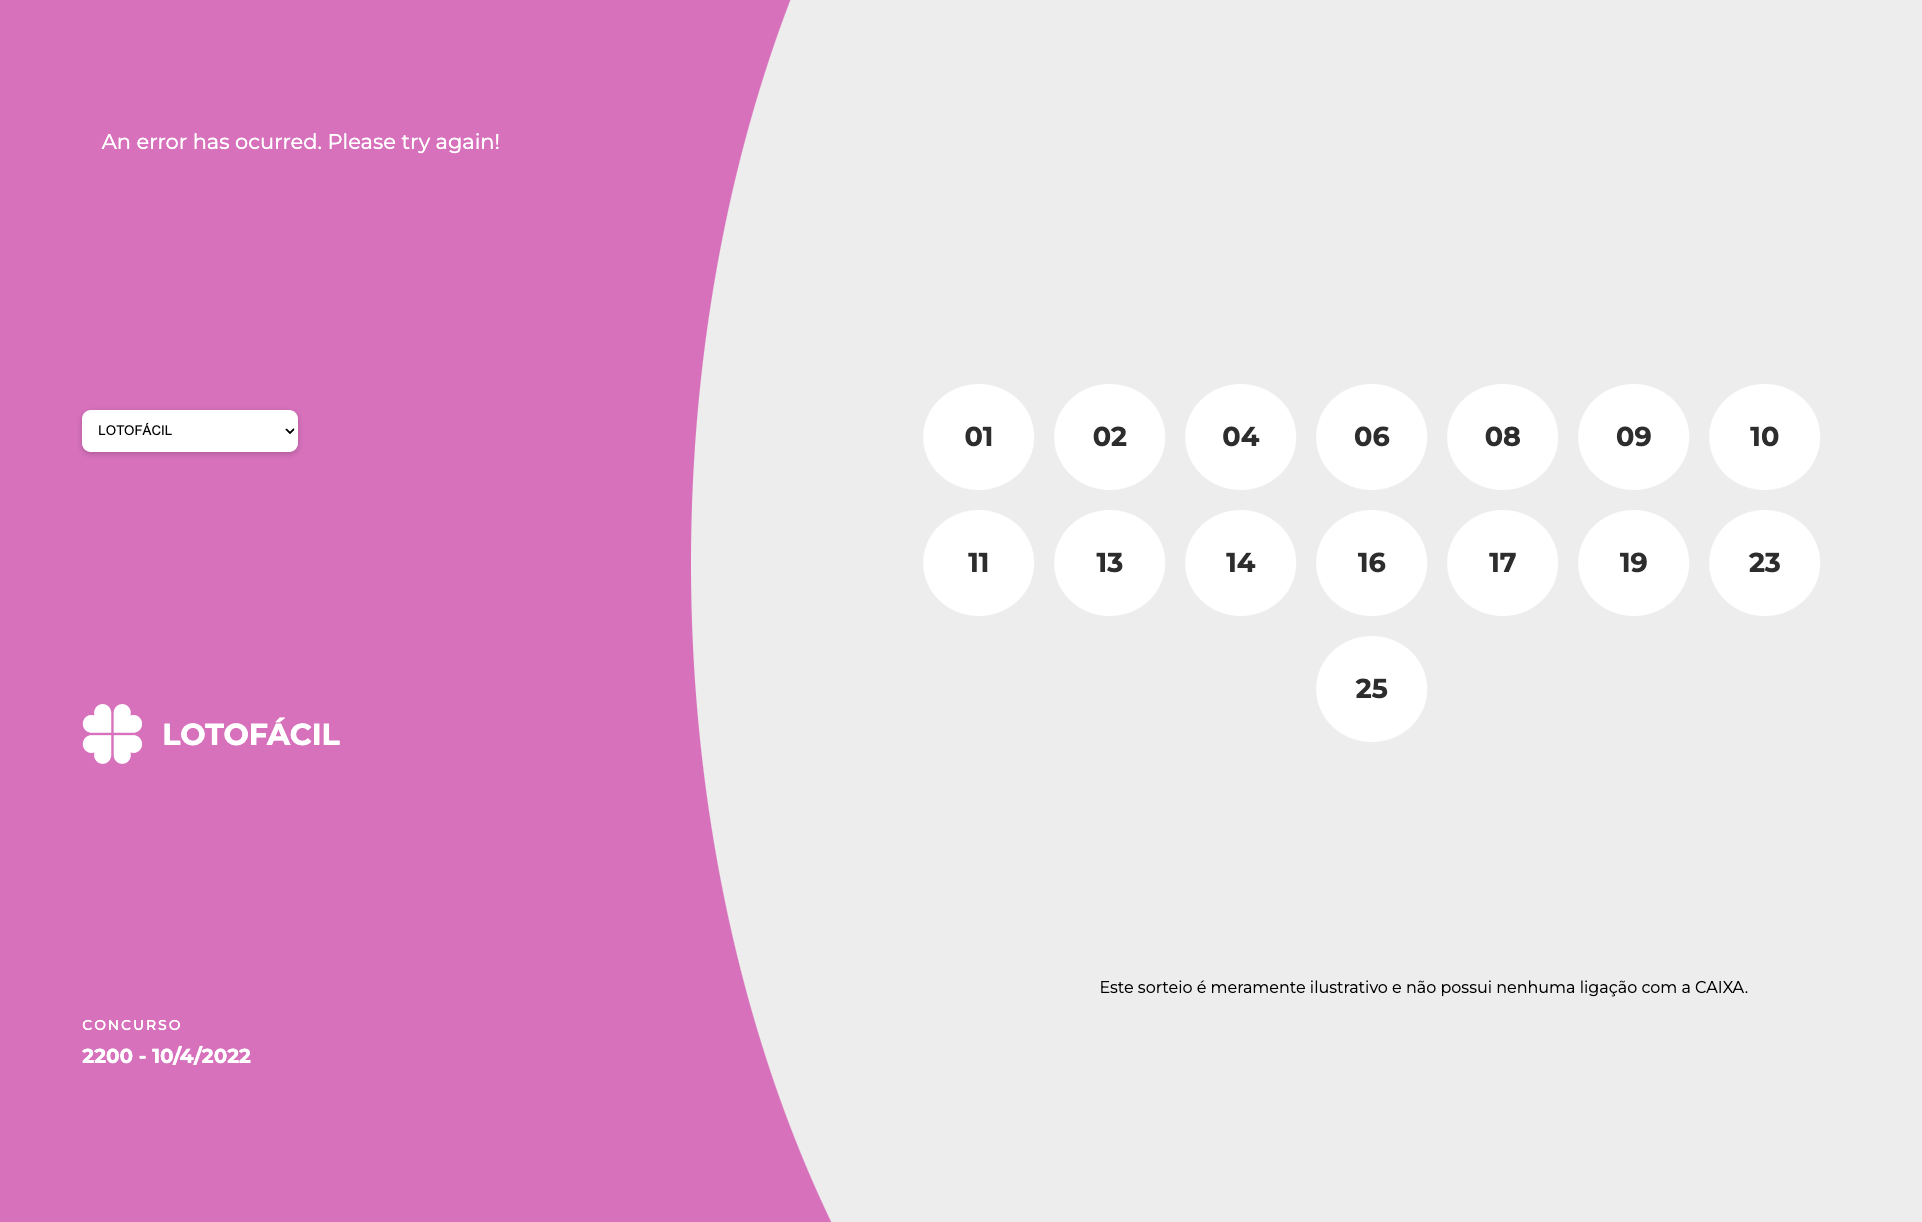 An error has ocurred. Please try again!
LOTOFÁCIL
LOTOFÁCIL
CONCURSO
2200 - 10/4/2022
01 02 04 06 08 09 10
11 13 14 16 17 19 23
25
Este sorteio é meramente ilustrativo e não possui nenhuma ligação com a CAIXA.